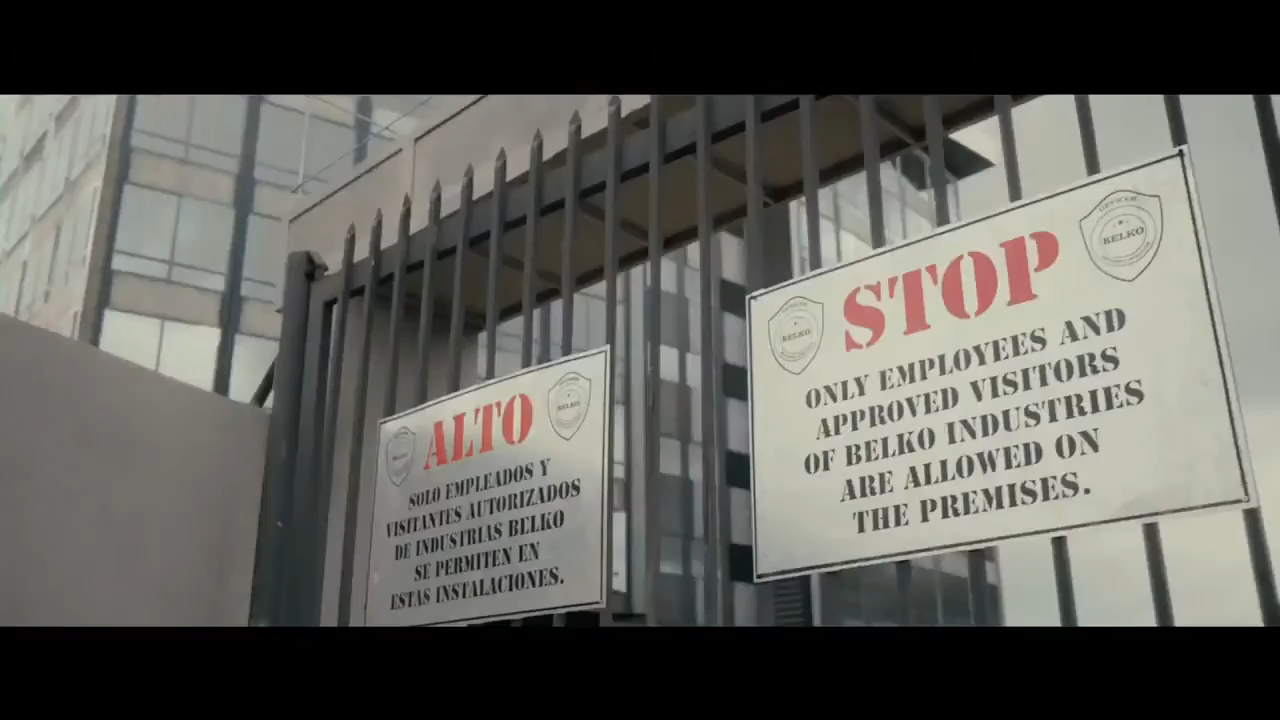 ALTO
BELKO
SOLO EMPLEADOS Y
VISITANTES AUTORIZADOS
DE INDUSTRIAS BELKO
SE PERMITEN EN
ESTAS INSTALACIONES.
BELKO
STOP
BELKO
ONLY EMPLOYEES AND
APPROVED VISITORS
OF BELKO INDUSTRIES
ARE ALLOWED ON
THE PREMISES.